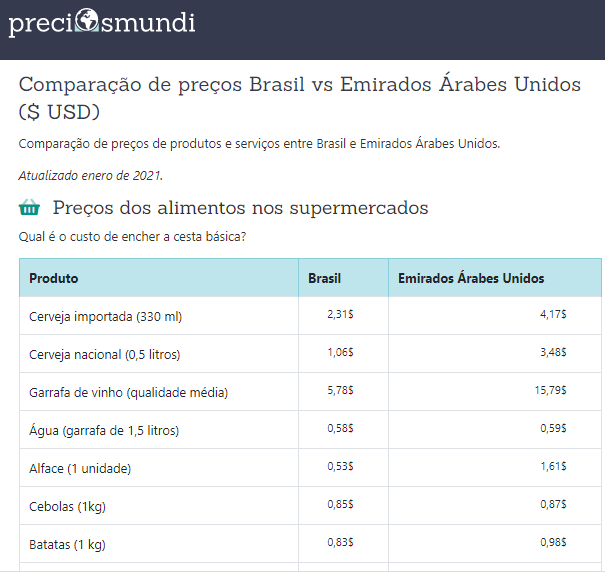 preciosmundi
Comparação de preços Brasil vs Emirados Árabes Unidos
($ USD)
Comparação de preços de produtos e serviços entre Brasil e Emirados Árabes Unidos.
Atualizado enero de 2021.
Preços dos alimentos nos supermercados
Qual é o custo de encher a cesta básica?
Produto Brasil Emirados Árabes Unidos
Cerveja importada (330 ml) 2,31$ 4,17$
Cerveja nacional (0,5 litros) 1,06$ 3,48$
Garrafa de vinho (qualidade média) 5,78$ 15,79$
Água (garrafa de 1,5 litros) 0,58$ 0,59$
Alface (1 unidade) 0,53$ 1,61$
Cebolas (1kg) 0,85$ 0,87$
Batatas (1 kg) 0,83$ 0,98$